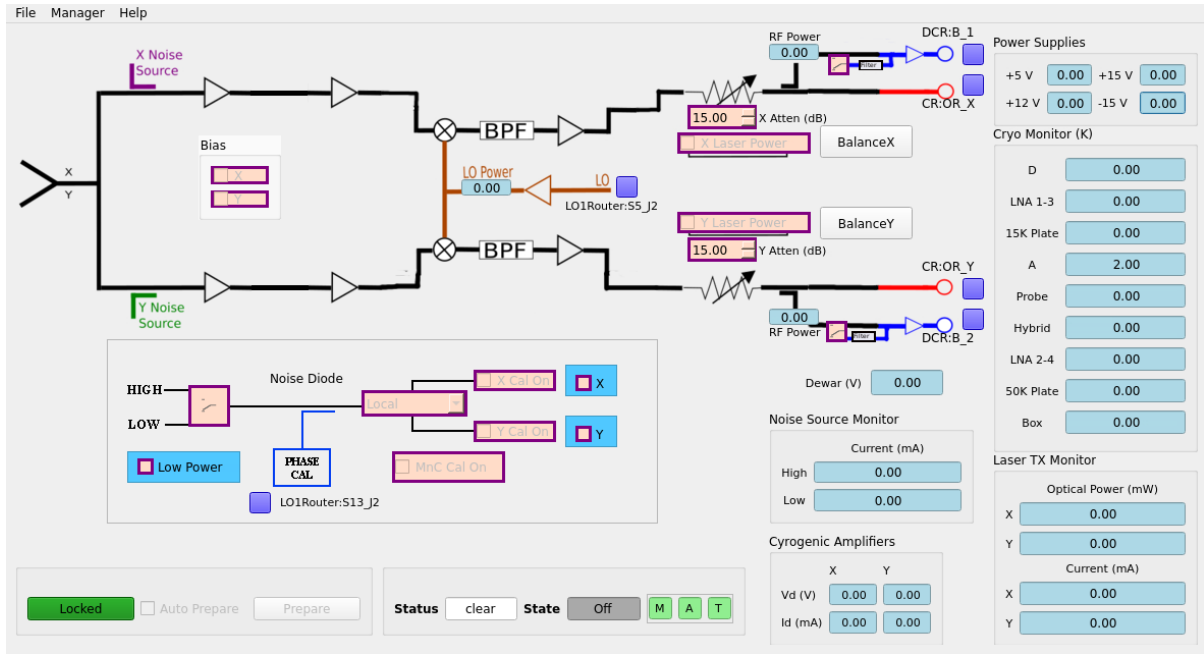 File Manager Help
X Noise
Source
X
Y
Y Noise
Source
Bias
X
Y
BPF
BPF
LO Power
0.00
LO
LO1Router:S5_J2
RF Power
0.00
Filter
DCR:B_1
CR:OR_X
15.00 X Atten (dB)
X Laser Power
BalanceX
Y Laser Power
BalanceY
15.00 Y Atten (dB)
CR:OR_Y
0.00
RF Power
Filter
DCR:B_2
HIGH
LOW
Noise Diode
Local
X Cal On
X
Y Cal On
Y
Low Power
PHASE
CAL
MnC Cal On
LO1Router:S13_J2
Locked Auto Prepare Prepare
Status clear State Off M A T
Dewar (V) 0.00
Noise Source Monitor
Current (mA)
High 0.00
Low 0.00
Cyrogenic Amplifiers
X Y
Vd (V) 0.00 0.00
Id (mA) 0.00 0.00
Power Supplies
+5 V 0.00 +15 V 0.00
+12 V 0.00 -15 V 0.00
Cryo Monitor (K)
D 0.00
LNA 1-3 0.00
15K Plate 0.00
A 2.00
Probe 0.00
Hybrid 0.00
LNA 2-4 0.00
50K Plate 0.00
Box 0.00
Laser TX Monitor
Optical Power (mW)
X 0.00
Y 0.00
Current (mA)
X 0.00
Y 0.00